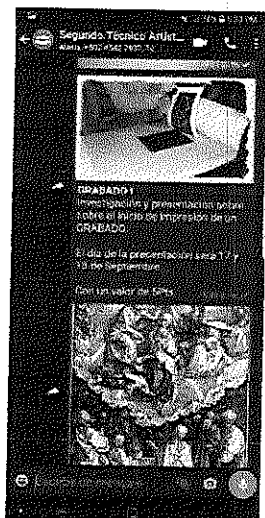 Segundo Técnico Artíst...
GRABADO 1
Investigación y presentación sobre
sobre el inicio de impresión de un
GRABADO
El día de la presentación será 17 y
18 de Septiembre
Con un valor de